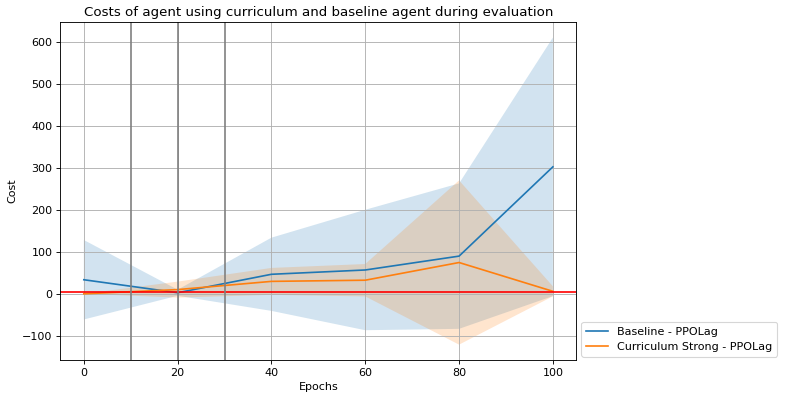 Costs of agent using curriculum and baseline agent during evaluation
600
500
400
300
200
100
0
−100
Cost
0 20 40 60 80 100
Epochs
Baseline - PPOLag
Curriculum Strong - PPOLag